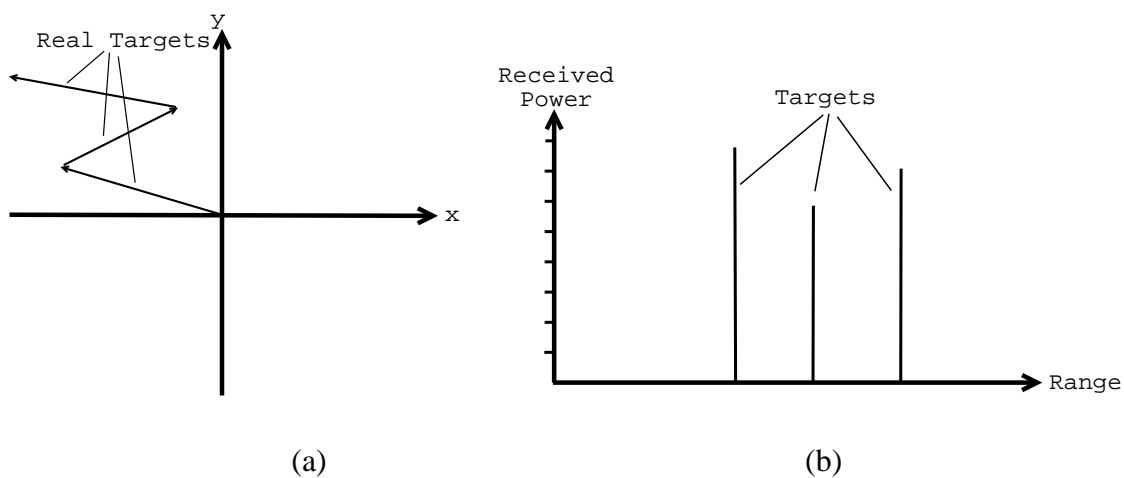 y
Real Targets
x
(a)
Received
Power
Targets
Range
(b)